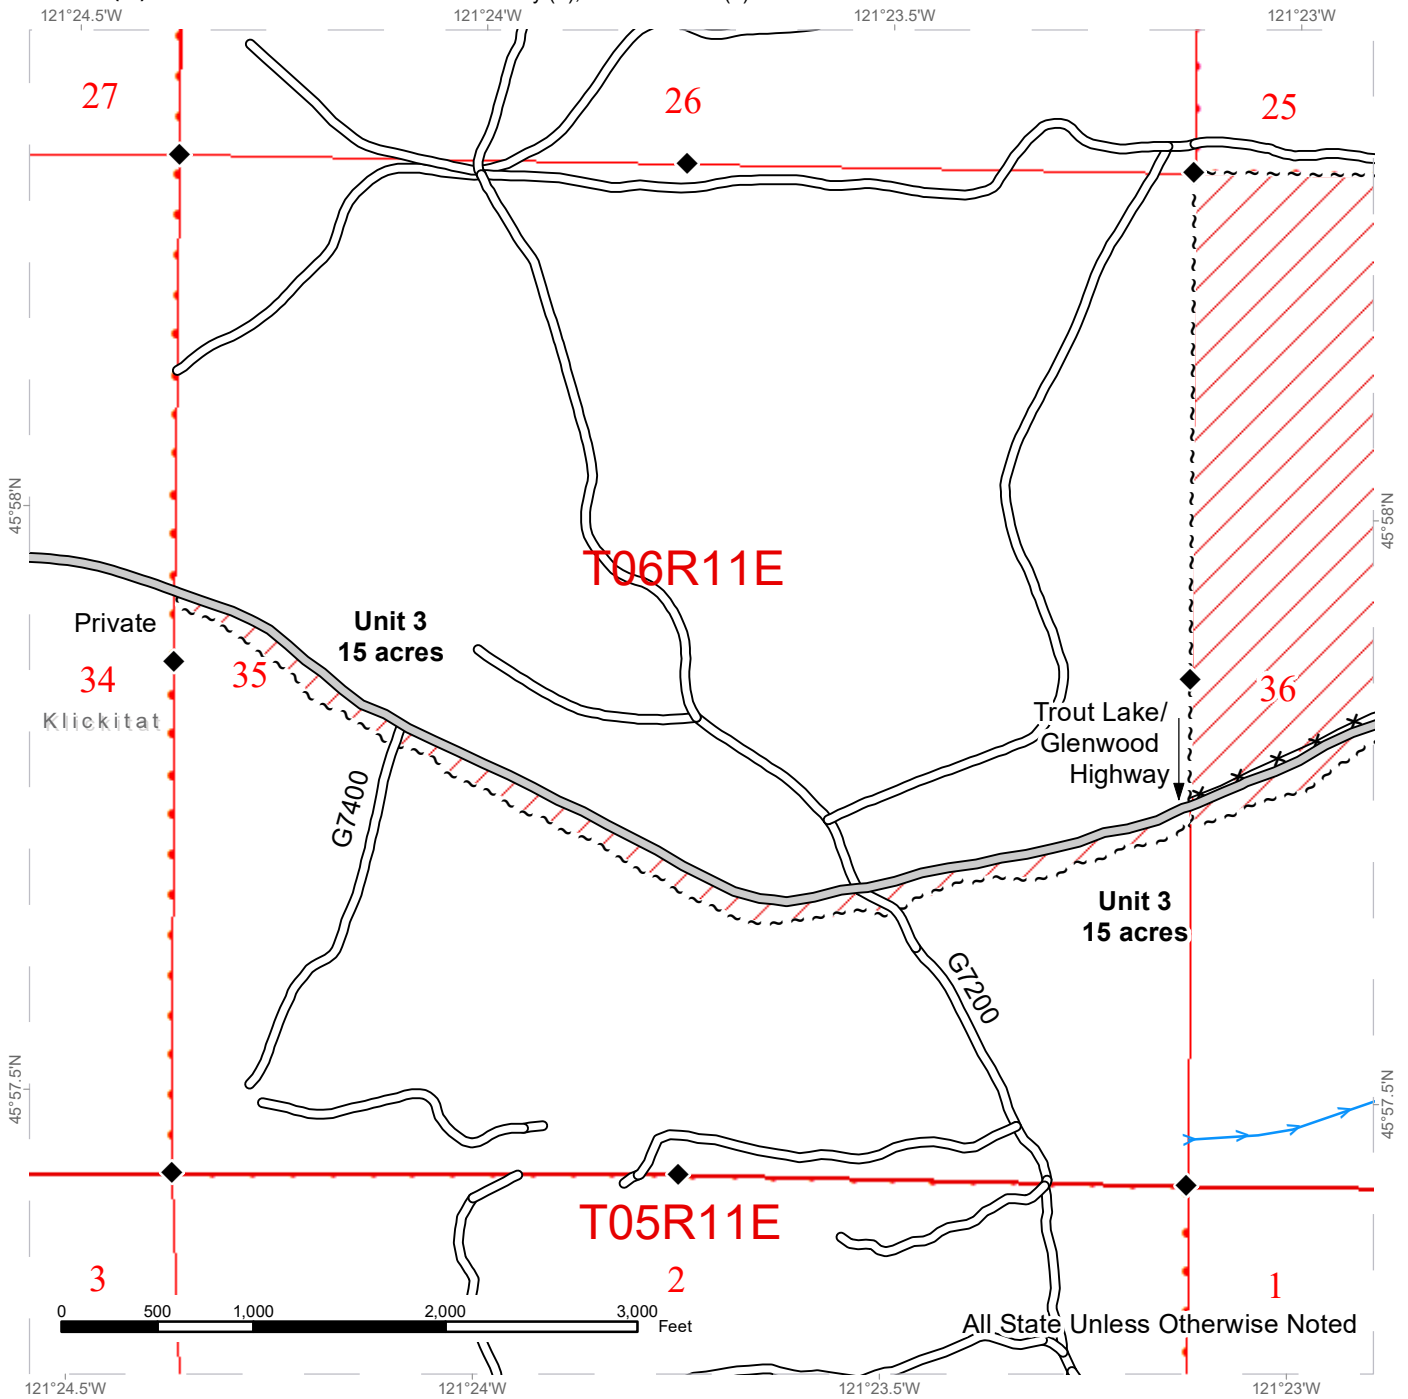 121°24.5'W
121°24'W
121°23.5'W
121°23'W
27
26
25
45°58'N
45°58'N
T06R11E
Private
Unit 3
15 acres
34
35
36
Klickitat
Trout Lake/
Glenwood
Highway
G7400
Unit 3
15 acres
G7200
45°57.5'N
45°57.5'N
T05R11E
3
2
1
0 500 1,000 2,000 3,000
Feet
All State Unless Otherwise Noted
121°24.5'W
121°24'W
121°23.5'W
121°23'W